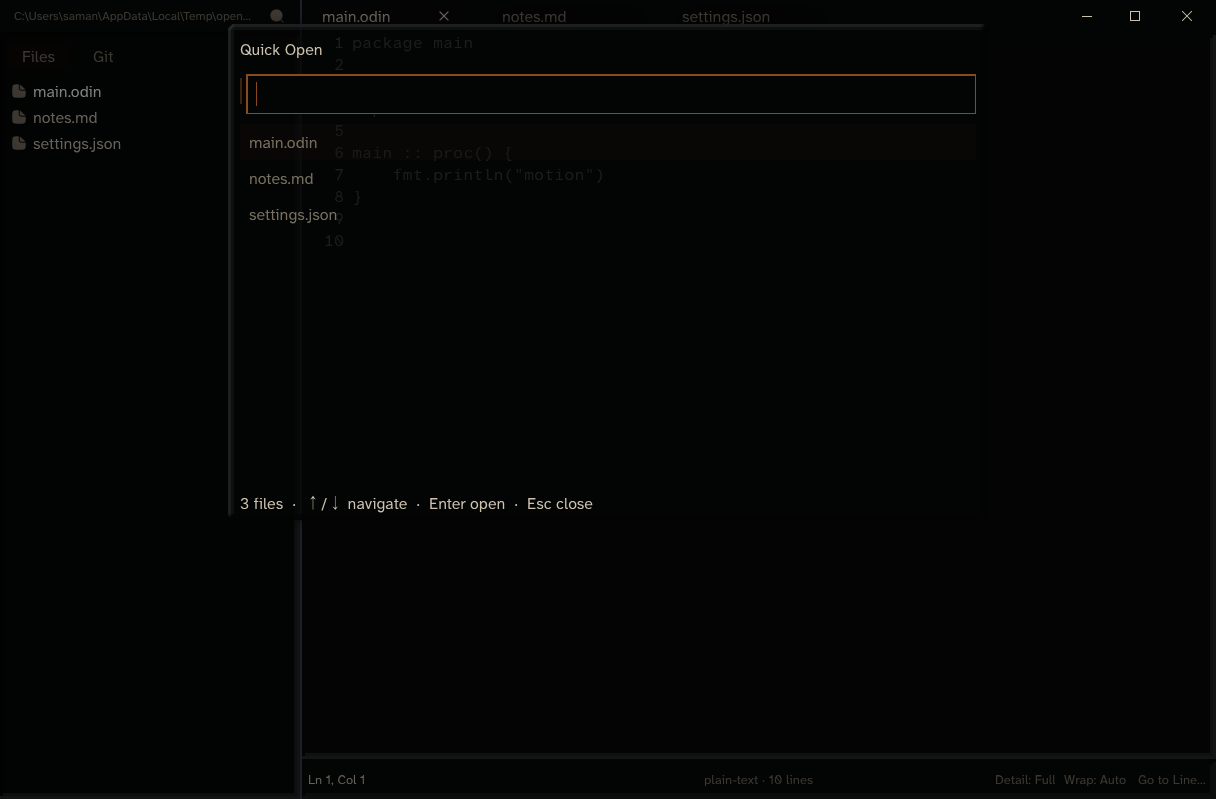 C:\Users\saman\AppData\Local\Temp\open...
main.odin
notes.md
settings.json
Files
Git
main.odin
notes.md
settings.json
Quick Open
main.odin
notes.md
settings.json
3 files · ↑/↓ navigate · Enter open · Esc close
1 package main
2
5
6 main :: proc() {
7     fmt.println("motion")
8 }
9
10
Ln 1, Col 1
plain-text · 10 lines
Detail: Full
Wrap: Auto
Go to Line...